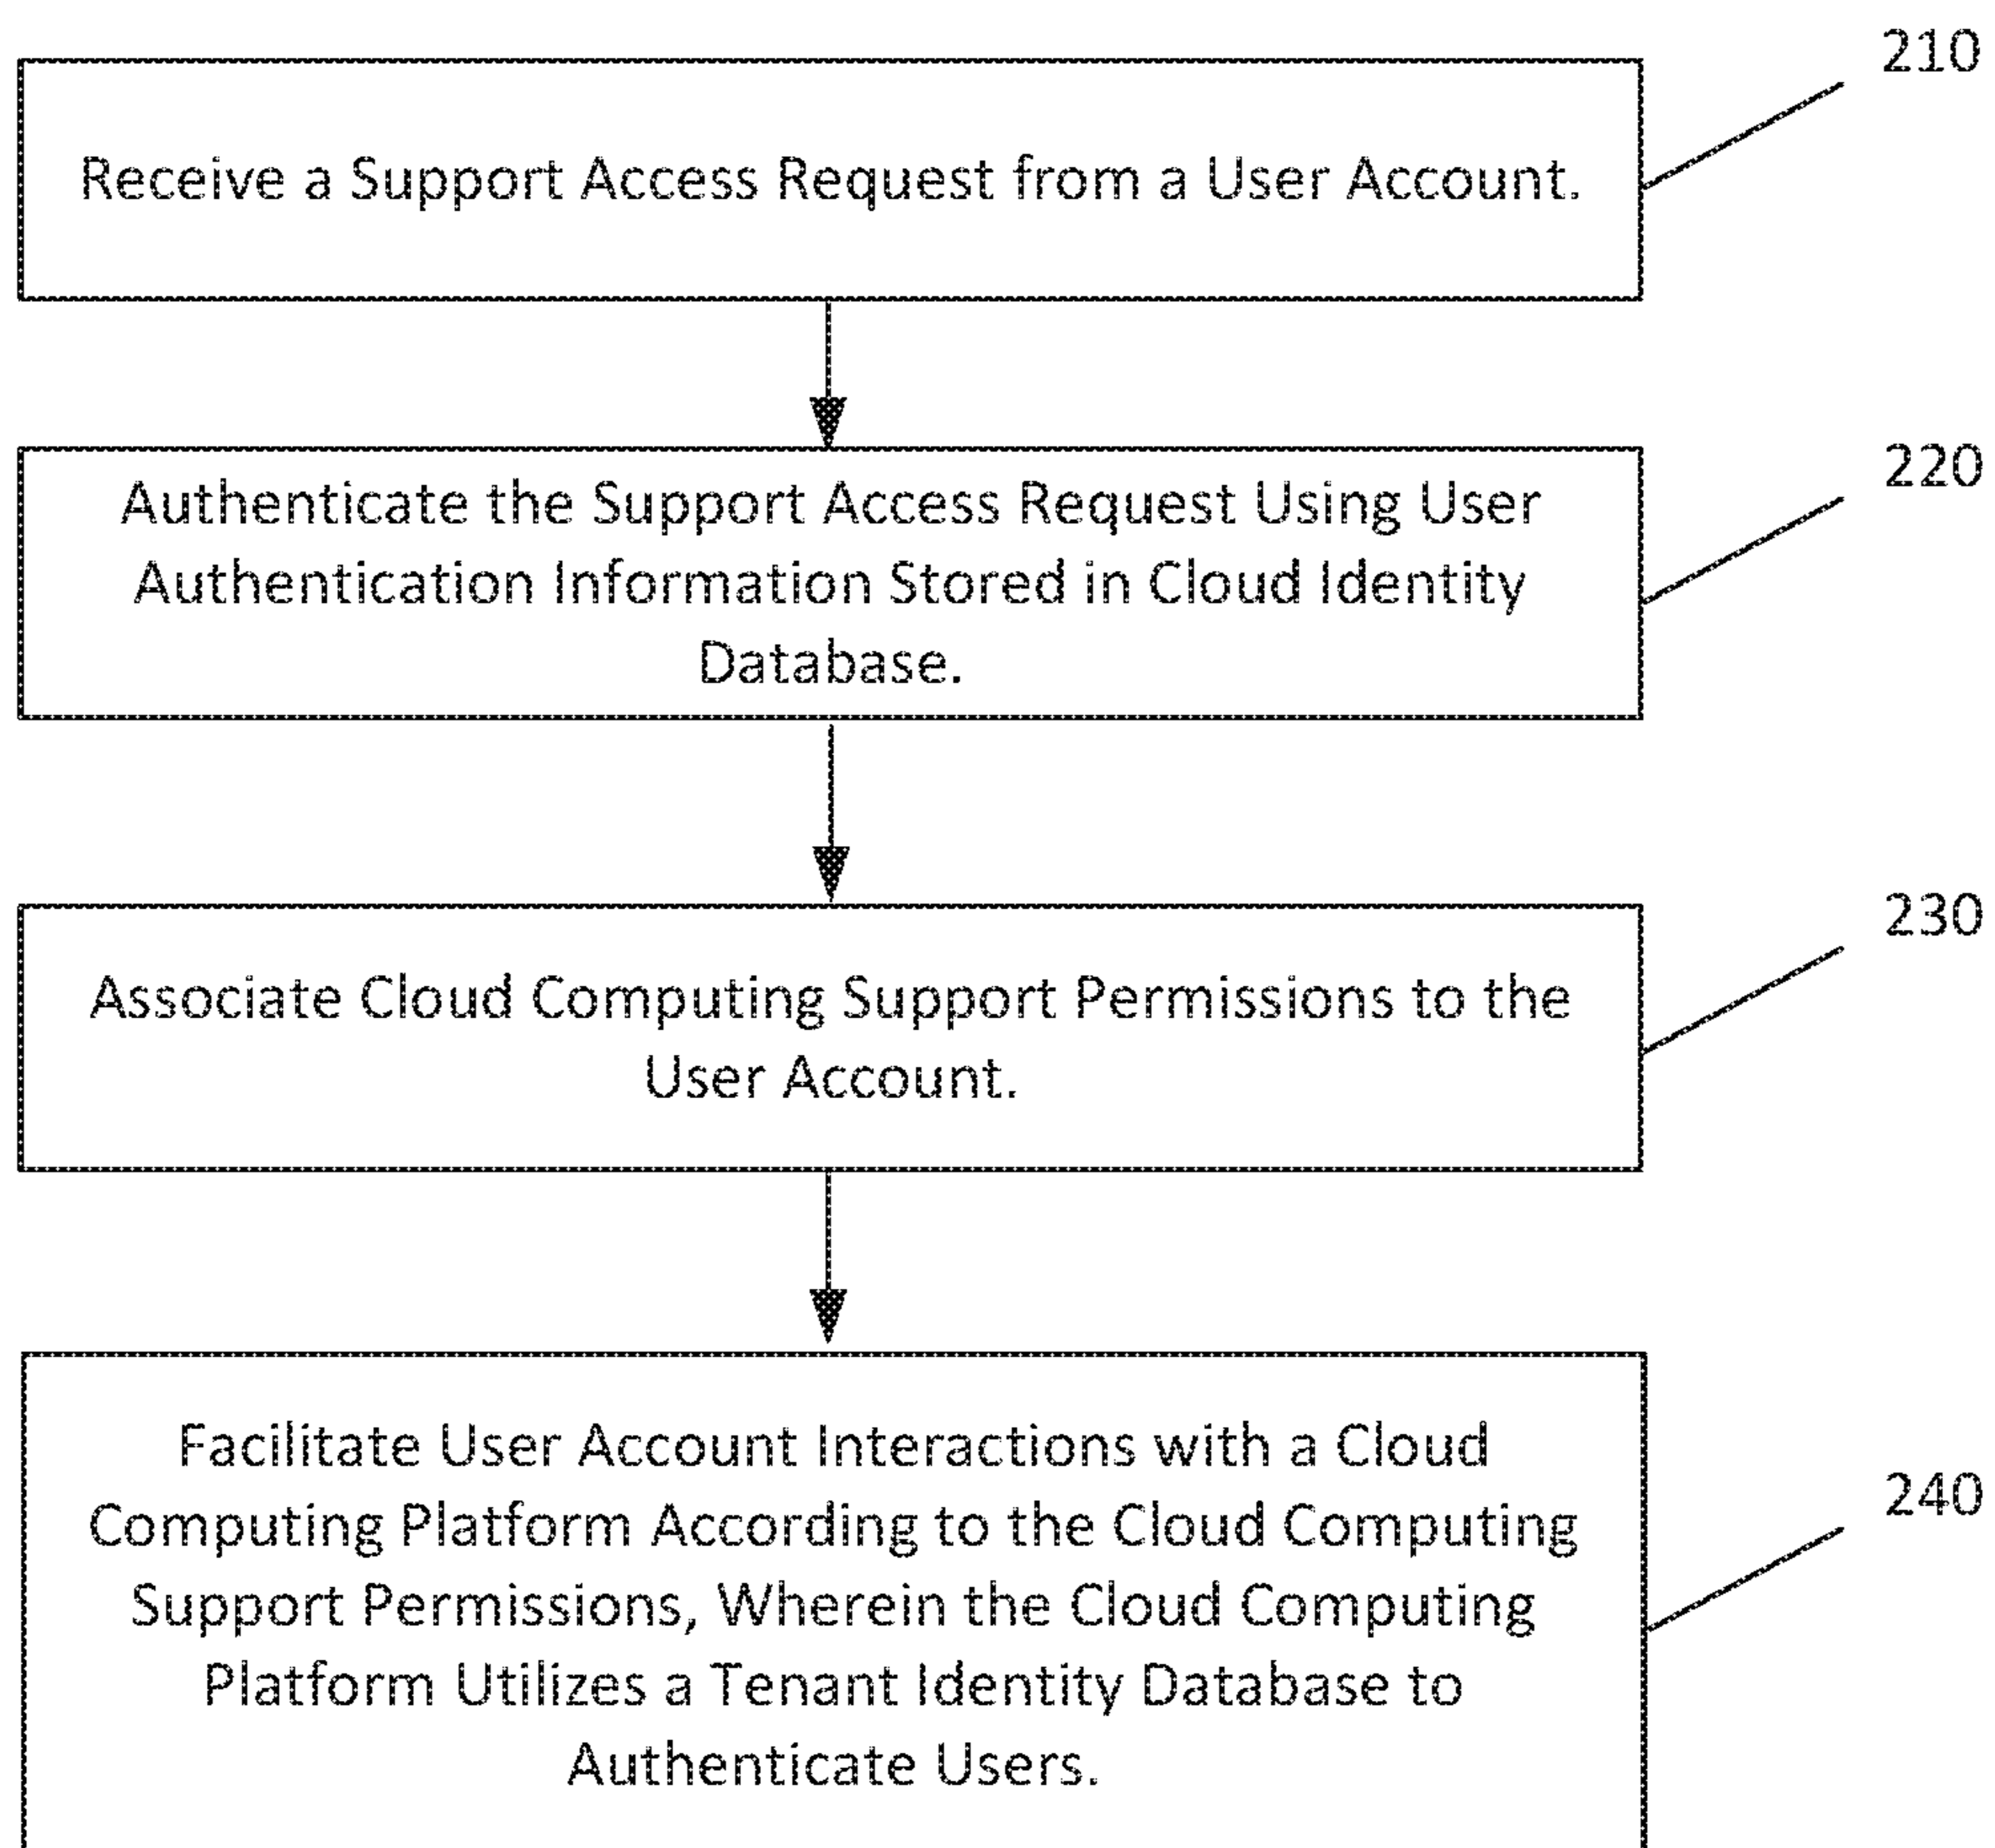 210
Receive a Support Access Request from a User Account.
220
Authenticate the Support Access Request Using User
Authentication Information Stored in Cloud Identity
Database.
230
Associate Cloud Computing Support Permissions to the
User Account.
240
Facilitate User Account Interactions with a Cloud
Computing Platform According to the Cloud Computing
Support Permissions, Wherein the Cloud Computing
Platform Utilizes a Tenant Identity Database to
Authenticate Users.